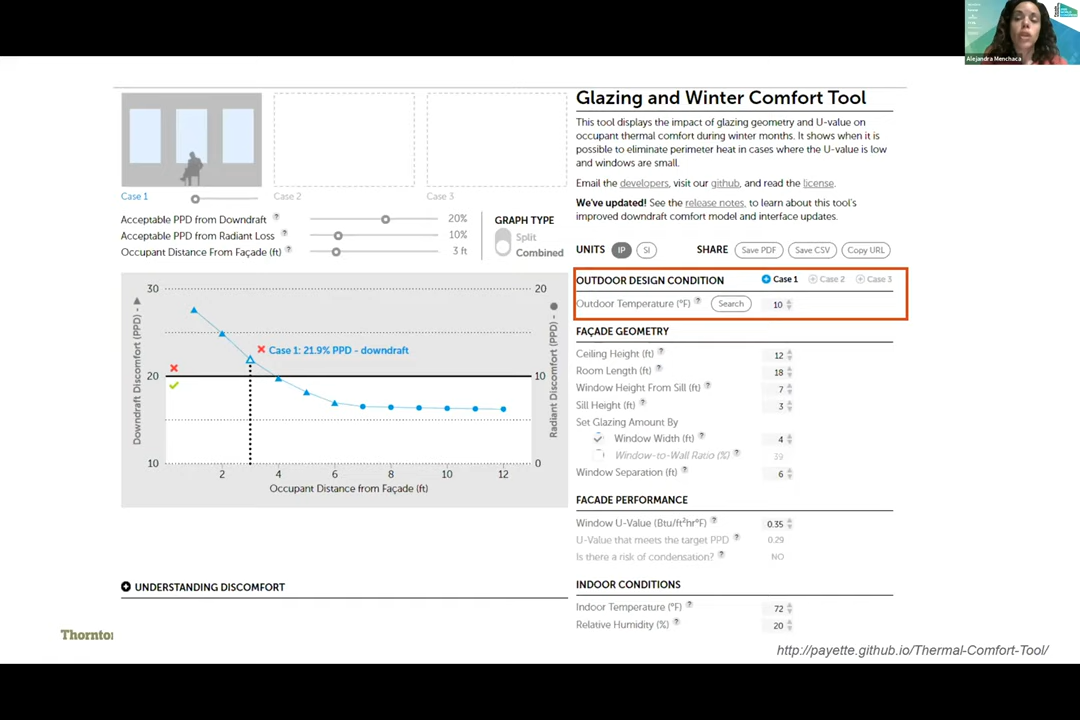 Alejandra Menchaca
Case 1
Case 2
Case 3
Acceptable PPD from Downdraft ?
20%
Acceptable PPD from Radiant Loss ?
10%
Occupant Distance From Façade (ft) ?
3 ft
GRAPH TYPE
Split
Combined
30
20
10
20
10
0
Downdraft Discomfort (PPD) -
Radiant Discomfort (PPD) -
Case 1: 21.9% PPD – downdraft
2 4 6 8 10 12
Occupant Distance from Façade (ft)
UNDERSTANDING DISCOMFORT
Glazing and Winter Comfort Tool
This tool displays the impact of glazing geometry and U-value on
occupant thermal comfort during winter months. It shows when it is
possible to eliminate perimeter heat in cases where the U-value is low
and windows are small.
Email the developers, visit our github, and read the license.
We've updated! See the release notes, to learn about this tool's
improved downdraft comfort model and interface updates.
UNITS IP SI SHARE Save PDF Save CSV Copy URL
OUTDOOR DESIGN CONDITION Case 1 Case 2 Case 3
Outdoor Temperature (°F) ? Search 10
FAÇADE GEOMETRY
Ceiling Height (ft) ? 12
Room Length (ft) ? 18
Window Height From Sill (ft) ? 7
Sill Height (ft) ? 3
Set Glazing Amount By
Window Width (ft) ? 4
Window-to-Wall Ratio (%) ? 39
Window Separation (ft) ? 6
FACADE PERFORMANCE
Window U-Value (Btu/ft²hr°F) ? 0.35
U-Value that meets the target PPD ? 0.29
Is there a risk of condensation? ? NO
INDOOR CONDITIONS
Indoor Temperature (°F) ? 72
Relative Humidity (%) ? 20
Thornto
http://payette.github.io/Thermal-Comfort-Tool/